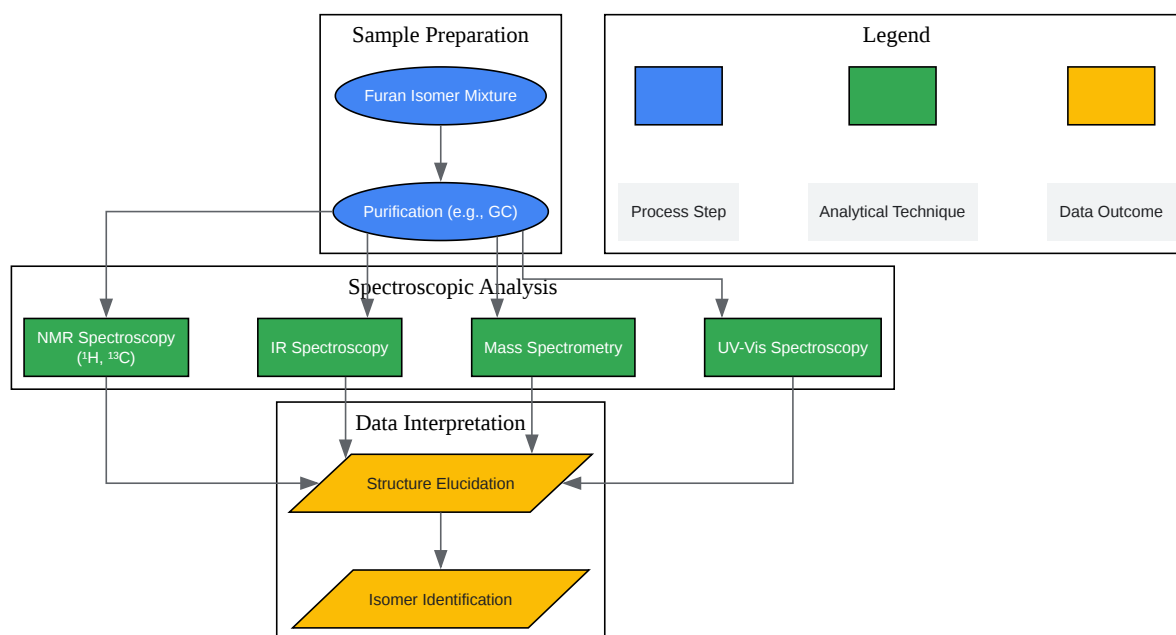 Sample Preparation
Furan Isomer Mixture
Purification (e.g., GC)
Legend
Process Step
Analytical Technique
Data Outcome
Spectroscopic Analysis
NMR Spectroscopy
(¹H, ¹³C)
IR Spectroscopy
Mass Spectrometry
UV-Vis Spectroscopy
Data Interpretation
Structure Elucidation
Isomer Identification